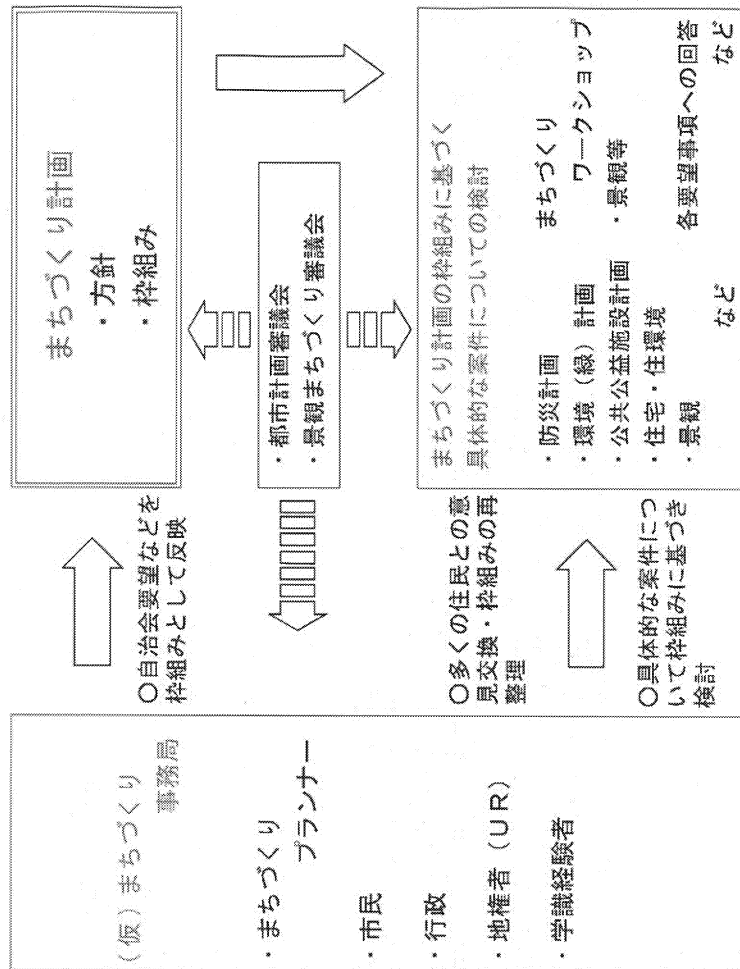 (仮)まちづくり
事務局
・まちづくり
プランナー
・市民
・行政
・地権者(UR)
・学識経験者
○自治会要望などを
枠組みとして反映
○多くの住民との意
見交換・枠組みの再
整理
○具体的な案件につ
いて枠組みに基づき
検討
まちづくり計画
・方針
・枠組み
・都市計画審議会
・景観まちづくり審議会
まちづくり計画の枠組みに基づく
具体的な案件についての検討
・防災計画
・環境(緑)計画
・公共公益施設計画
・住宅・住環境
・景観
など
まちづくり
ワークショップ
・景観等
各要望事項への回答
など